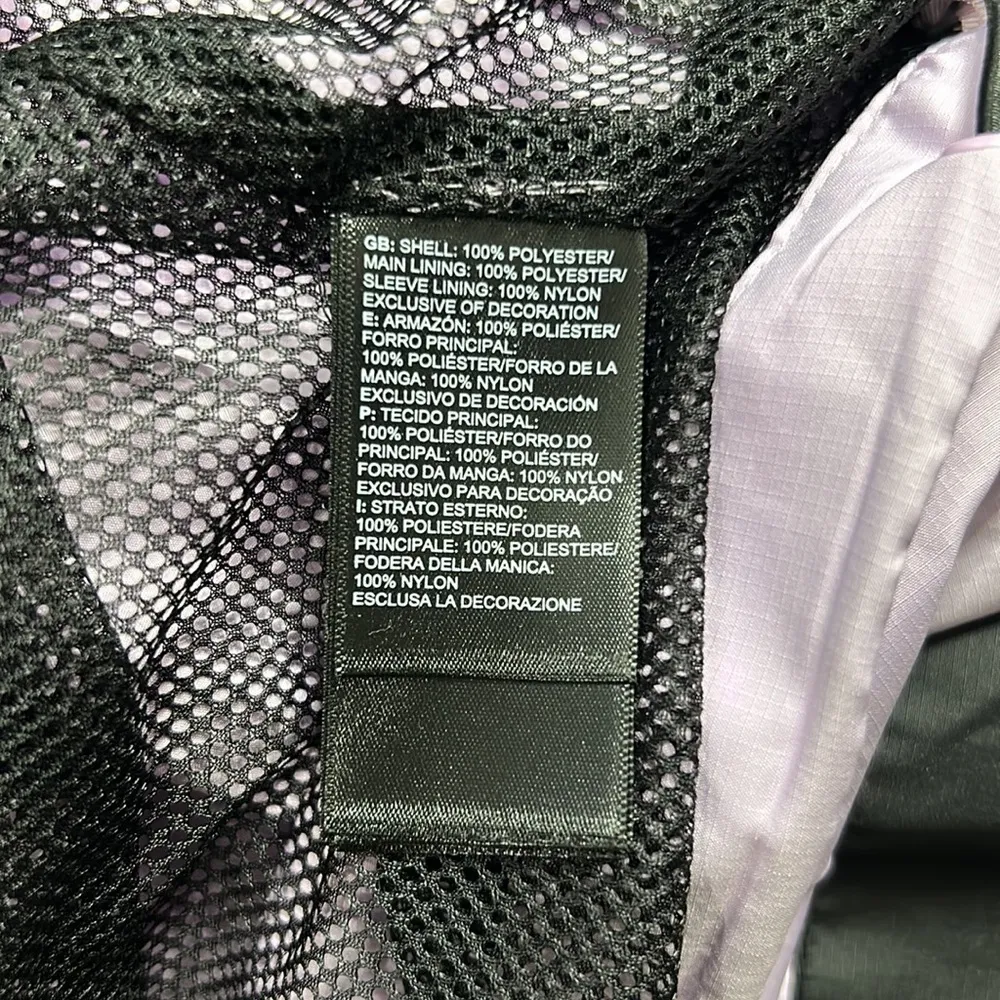 GB: SHELL: 100% POLYESTER/
MAIN LINING: 100% POLYESTER/
SLEEVE LINING: 100% NYLON
EXCLUSIVE OF DECORATION
E: ARMAZÓN: 100% POLIÉSTER/
FORRO PRINCIPAL:
100% POLIÉSTER/FORRO DE LA
MANGA: 100% NYLON
EXCLUSIVO DE DECORACIÓN
P: TECIDO PRINCIPAL:
100% POLIÉSTER/FORRO DO
PRINCIPAL: 100% POLIÉSTER/
FORRO DA MANGA: 100% NYLON
EXCLUSIVO PARA DECORAÇÃO
I: STRATO ESTERNO:
100% POLIESTERE/FODERA
PRINCIPALE: 100% POLIESTERE/
FODERA DELLA MANICA:
100% NYLON
ESCLUSA LA DECORAZIONE